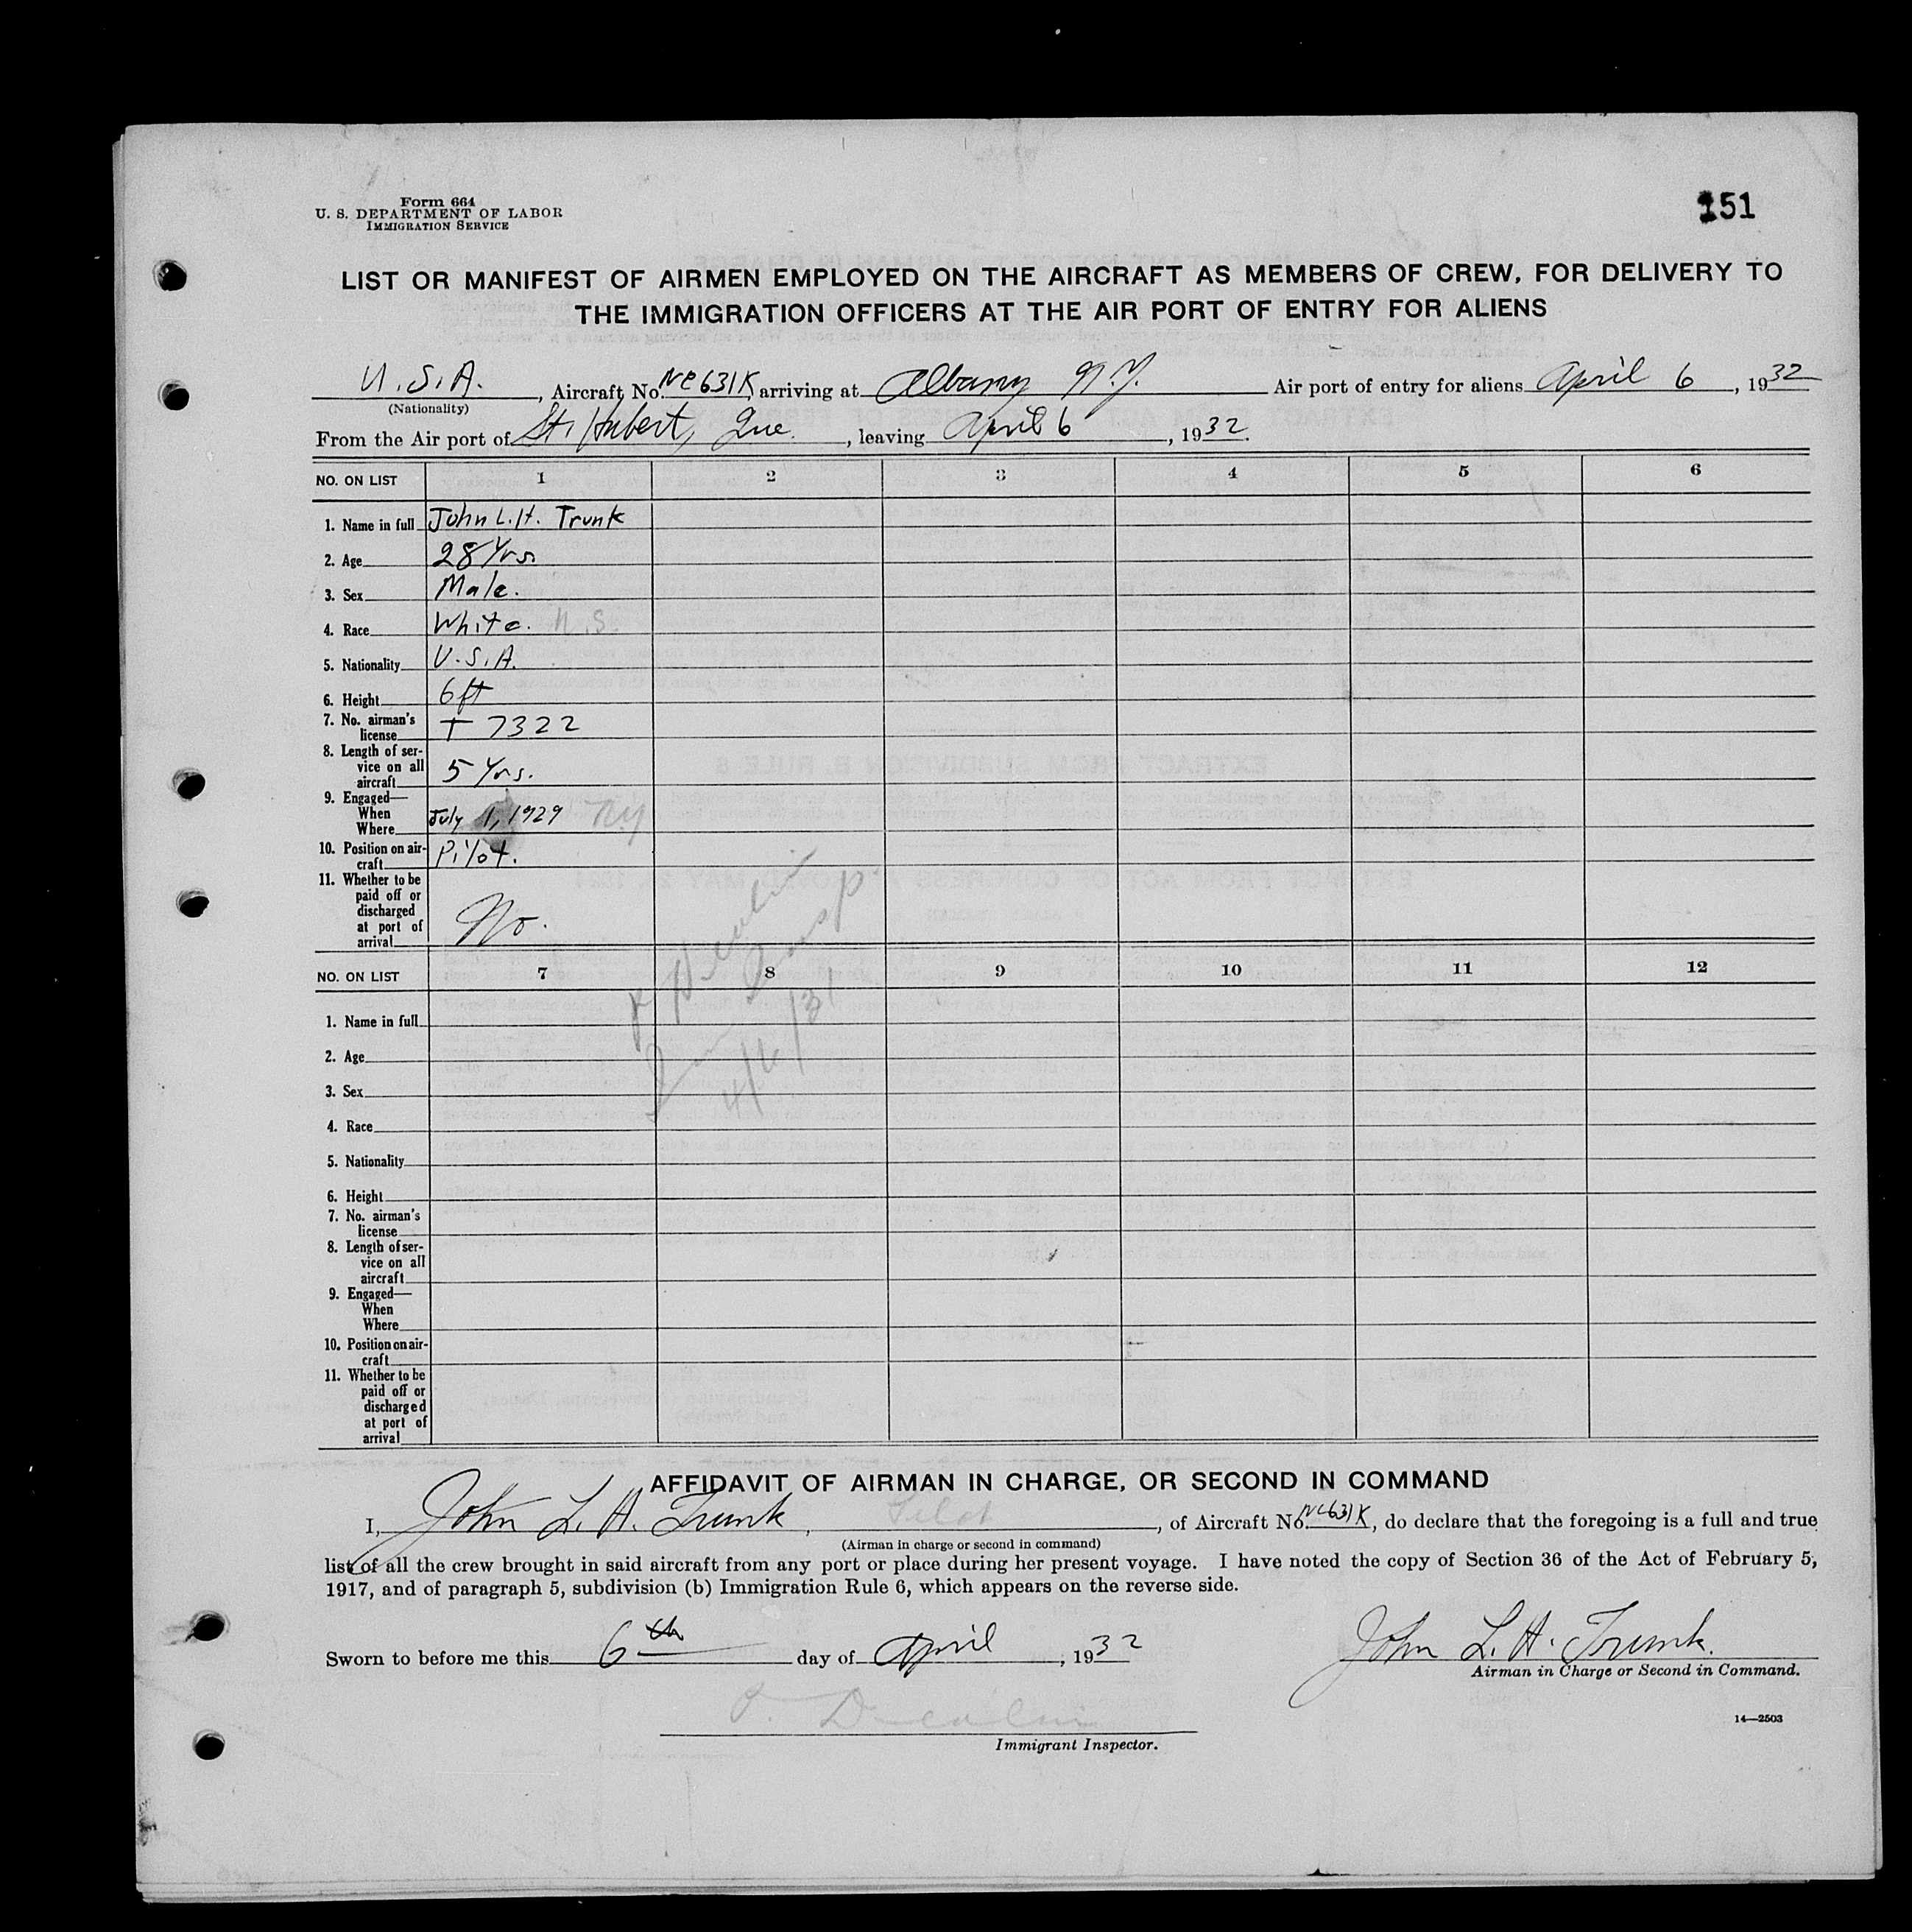 Form 664
U. S. DEPARTMENT OF LABOR
IMMIGRATION SERVICE
151
LIST OR MANIFEST OF AIRMEN EMPLOYED ON THE AIRCRAFT AS MEMBERS OF CREW, FOR DELIVERY TO
THE IMMIGRATION OFFICERS AT THE AIR PORT OF ENTRY FOR ALIENS
U.S.A., Aircraft No. NC631K, arriving at Albany N.Y. Air port of entry for aliens April 6, 1932
(Nationality)
From the Air port of St. Hubert, Que., leaving April 6, 1932.
NO. ON LIST 1 2 3 4 5 6
1. Name in full John L.H. Trunk
2. Age 28 Yrs.
3. Sex Male.
4. Race White. N.S.
5. Nationality U.S.A.
6. Height 6 ft
7. No. airman's
license T 7322
8. Length of ser-
vice on all
aircraft 5 Yrs.
9. Engaged—
When
Where July 1, 1929 NY
10. Position on air-
craft Pilot.
11. Whether to be
paid off or
discharged
at port of
arrival No.
NO. ON LIST 7 8 9 10 11 12
1. Name in full
2. Age
3. Sex
4. Race
5. Nationality
6. Height
7. No. airman's
license
8. Length of ser-
vice on all
aircraft
9. Engaged—
When
Where
10. Position on air-
craft
11. Whether to be
paid off or
discharged
at port of
arrival
4/6/31
AFFIDAVIT OF AIRMAN IN CHARGE, OR SECOND IN COMMAND
I, John L. H. Trunk, Pilot, of Aircraft No. NC631K, do declare that the foregoing is a full and true
(Airman in charge or second in command)
list of all the crew brought in said aircraft from any port or place during her present voyage. I have noted the copy of Section 36 of the Act of February 5,
1917, and of paragraph 5, subdivision (b) Immigration Rule 6, which appears on the reverse side.
Sworn to before me this 6th day of April, 1932
John L. H. Trunk.
Airman in Charge or Second in Command.
14—2503
Immigrant Inspector.